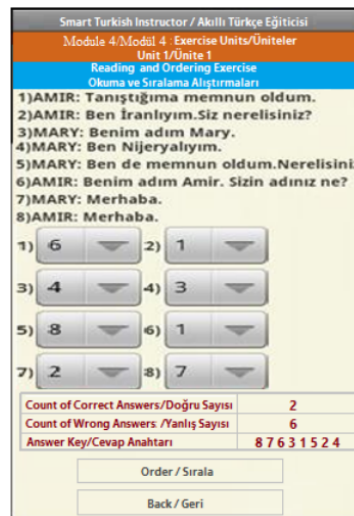 Smart Turkish Instructor / Akıllı Türkçe Eğiticisi
Module 4/Modül 4 : Exercise Units/Üniteler
Unit 1/Ünite 1
Reading and Ordering Exercise
Okuma ve Sıralama Alıştırmaları
1)AMIR: Tanıştığıma memnun oldum.
2)AMIR: Ben İranlıyım.Siz nerelisiniz?
3)MARY: Benim adım Mary.
4)MARY: Ben Nijeryalıyım.
5)MARY: Ben de memnun oldum.Nerelisini
6)AMIR: Benim adım Amir. Sizin adınız ne?
7)MARY: Merhaba.
8)AMIR: Merhaba.
1) 6 2) 1
3) 4 4) 3
5) 8 6) 1
7) 2 8) 7
Count of Correct Answers/Doğru Sayısı 2
Count of Wrong Answers /Yanlış Sayısı 6
Answer Key/Cevap Anahtarı 8 7 6 3 1 5 2 4
Order / Sırala
Back / Geri